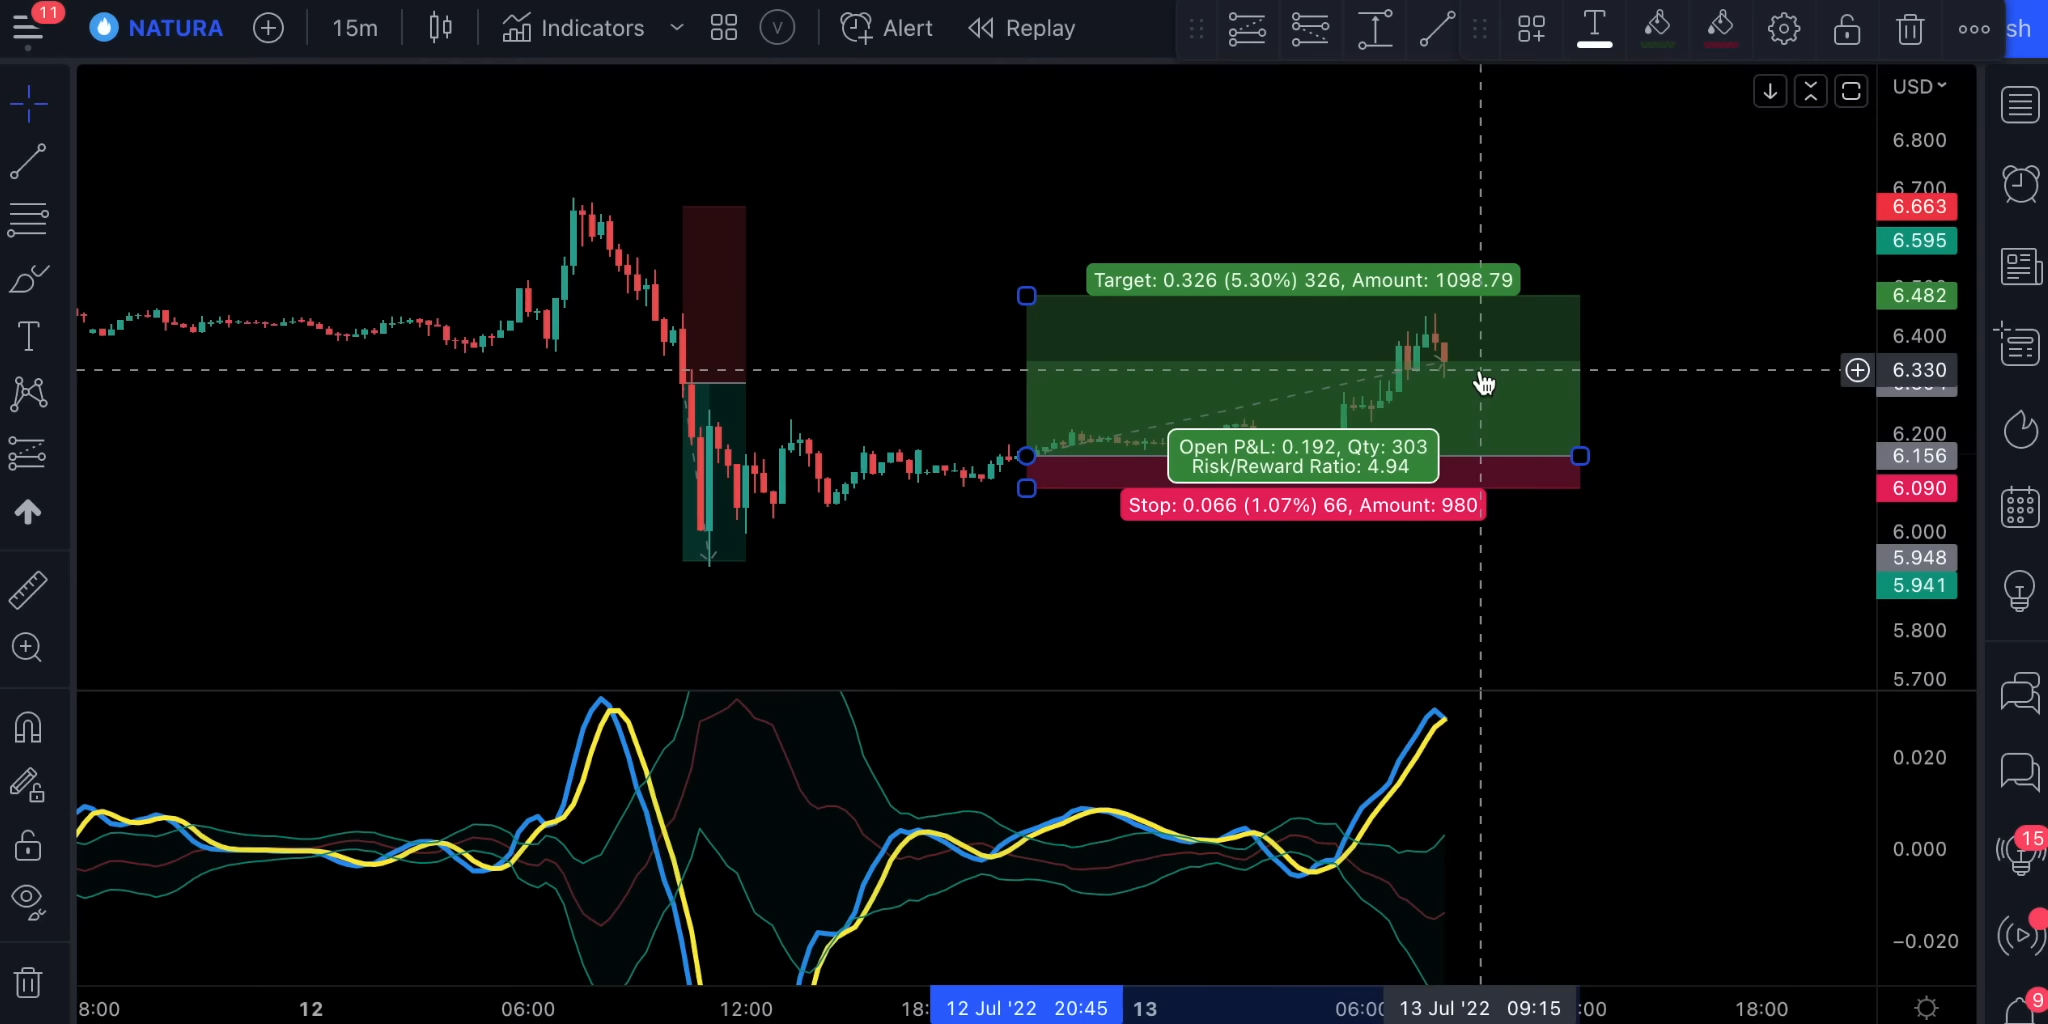 11
NATURA
15m
Indicators
V
Alert
Replay
T
sh
USD
6.800
6.700
6.663
6.595
6.482
6.400
6.330
6.200
6.156
6.090
6.000
5.948
5.941
5.800
5.700
Target: 0.326 (5.30%) 326, Amount: 1098.79
Open P&L: 0.192, Qty: 303
Risk/Reward Ratio: 4.94
Stop: 0.066 (1.07%) 66, Amount: 980
0.020
0.000
−0.020
15
9
8:00
12
06:00
12:00
18:
12 Jul '22 20:45
13
06:00
13 Jul '22 09:15
:00
18:00